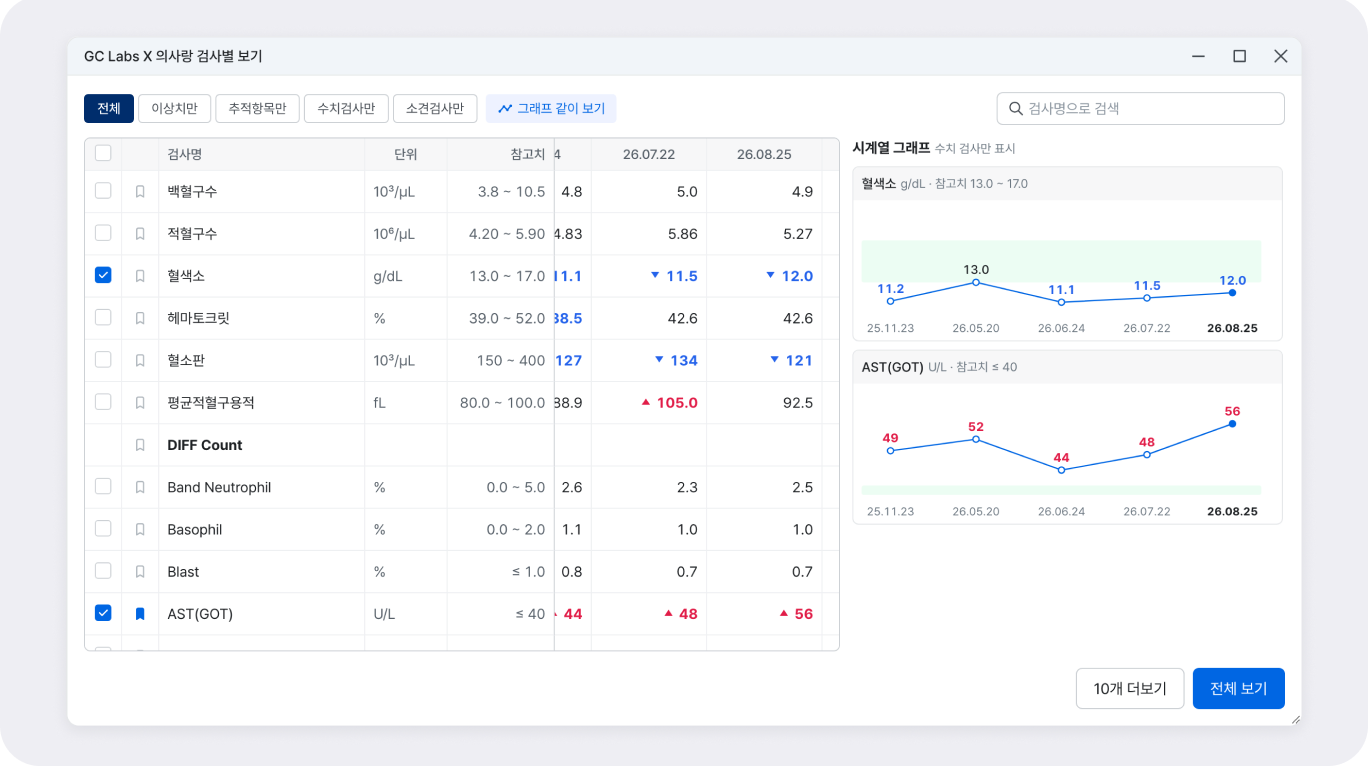 GC Labs X 의사랑 검사별 보기
전체 이상치만 추적항목만 수치검사만 소견검사만 그래프 같이 보기 검사명으로 검색
검사명 단위 참고치 4 26.07.22 26.08.25
백혈구수 10³/μL 3.8 ~ 10.5 4.8 5.0 4.9
적혈구수 10⁶/μL 4.20 ~ 5.90 4.83 5.86 5.27
혈색소 g/dL 13.0 ~ 17.0 11.1 ▼ 11.5 ▼ 12.0
헤마토크릿 % 39.0 ~ 52.0 38.5 42.6 42.6
혈소판 10³/μL 150 ~ 400 127 ▼ 134 ▼ 121
평균적혈구용적 fL 80.0 ~ 100.0 88.9 ▲ 105.0 92.5
DIFF Count
Band Neutrophil % 0.0 ~ 5.0 2.6 2.3 2.5
Basophil % 0.0 ~ 2.0 1.1 1.0 1.0
Blast % ≤ 1.0 0.8 0.7 0.7
AST(GOT) U/L ≤ 40 44 ▲ 48 ▲ 56
시계열 그래프 수치 검사만 표시
혈색소 g/dL · 참고치 13.0 ~ 17.0
11.2 13.0 11.1 11.5 12.0
25.11.23 26.05.20 26.06.24 26.07.22 26.08.25
AST(GOT) U/L · 참고치 ≤ 40
49 52 44 48 56
25.11.23 26.05.20 26.06.24 26.07.22 26.08.25
10개 더보기 전체 보기